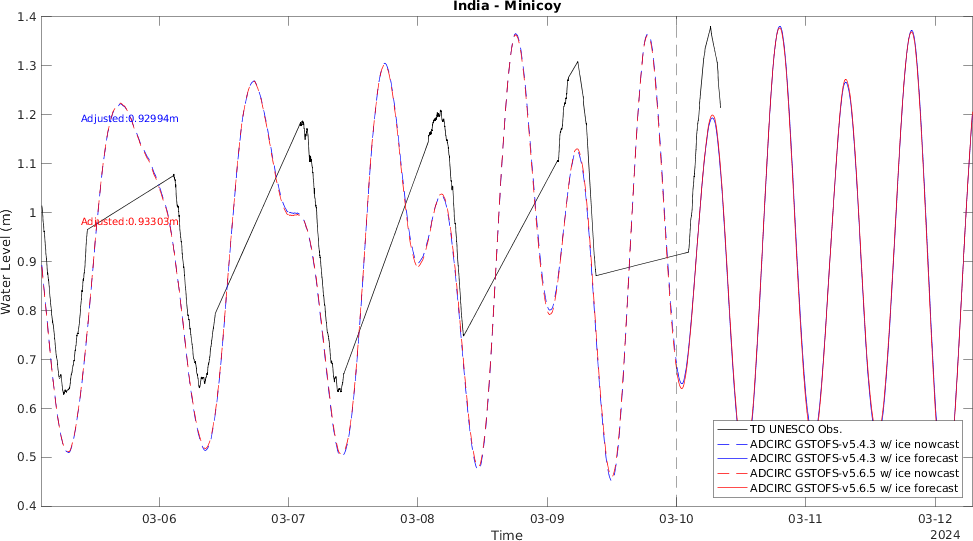 India - Minicoy
1.4
1.3
1.2
1.1
1
0.9
0.8
0.7
0.6
0.5
0.4
Water Level (m)
Adjusted:0.92994m
Adjusted:0.93303m
TD UNESCO Obs.
ADCIRC GSTOFS-v5.4.3 w/ ice nowcast
ADCIRC GSTOFS-v5.4.3 w/ ice forecast
ADCIRC GSTOFS-v5.6.5 w/ ice nowcast
ADCIRC GSTOFS-v5.6.5 w/ ice forecast
03-06 03-07 03-08 03-09 03-10 03-11 03-12
Time
2024